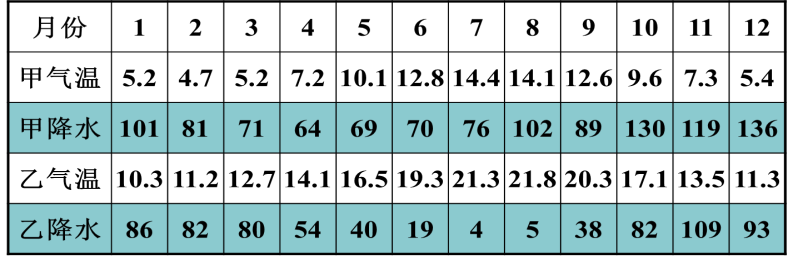 月份 1 2 3 4 5 6 7 8 9 10 11 12
甲气温 5.2 4.7 5.2 7.2 10.1 12.8 14.4 14.1 12.6 9.6 7.3 5.4
甲降水 101 81 71 64 69 70 76 102 89 130 119 136
乙气温 10.3 11.2 12.7 14.1 16.5 19.3 21.3 21.8 20.3 17.1 13.5 11.3
乙降水 86 82 80 54 40 19 4 5 38 82 109 93